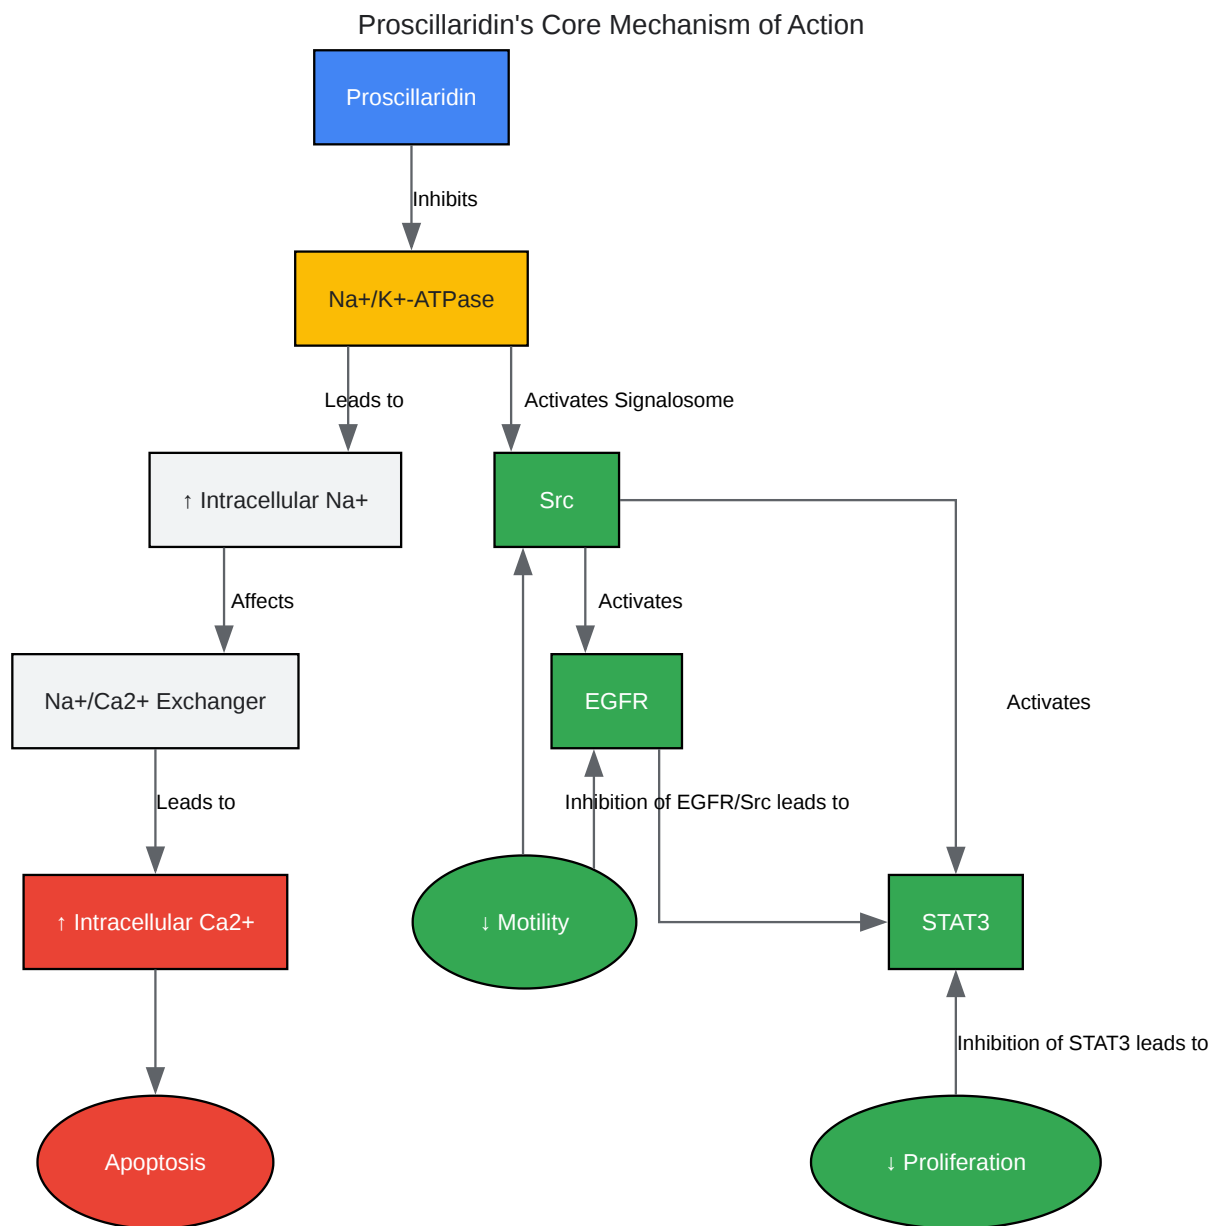 Proscillaridin's Core Mechanism of Action
Proscillaridin
Inhibits
Na+/K+-ATPase
Leads to
Activates Signalosome
↑ Intracellular Na+
Src
Affects
Activates
Na+/Ca2+ Exchanger
EGFR
Activates
Leads to
Inhibition of EGFR/Src leads to
↑ Intracellular Ca2+
↓ Motility
STAT3
Inhibition of STAT3 leads to
Apoptosis
↓ Proliferation